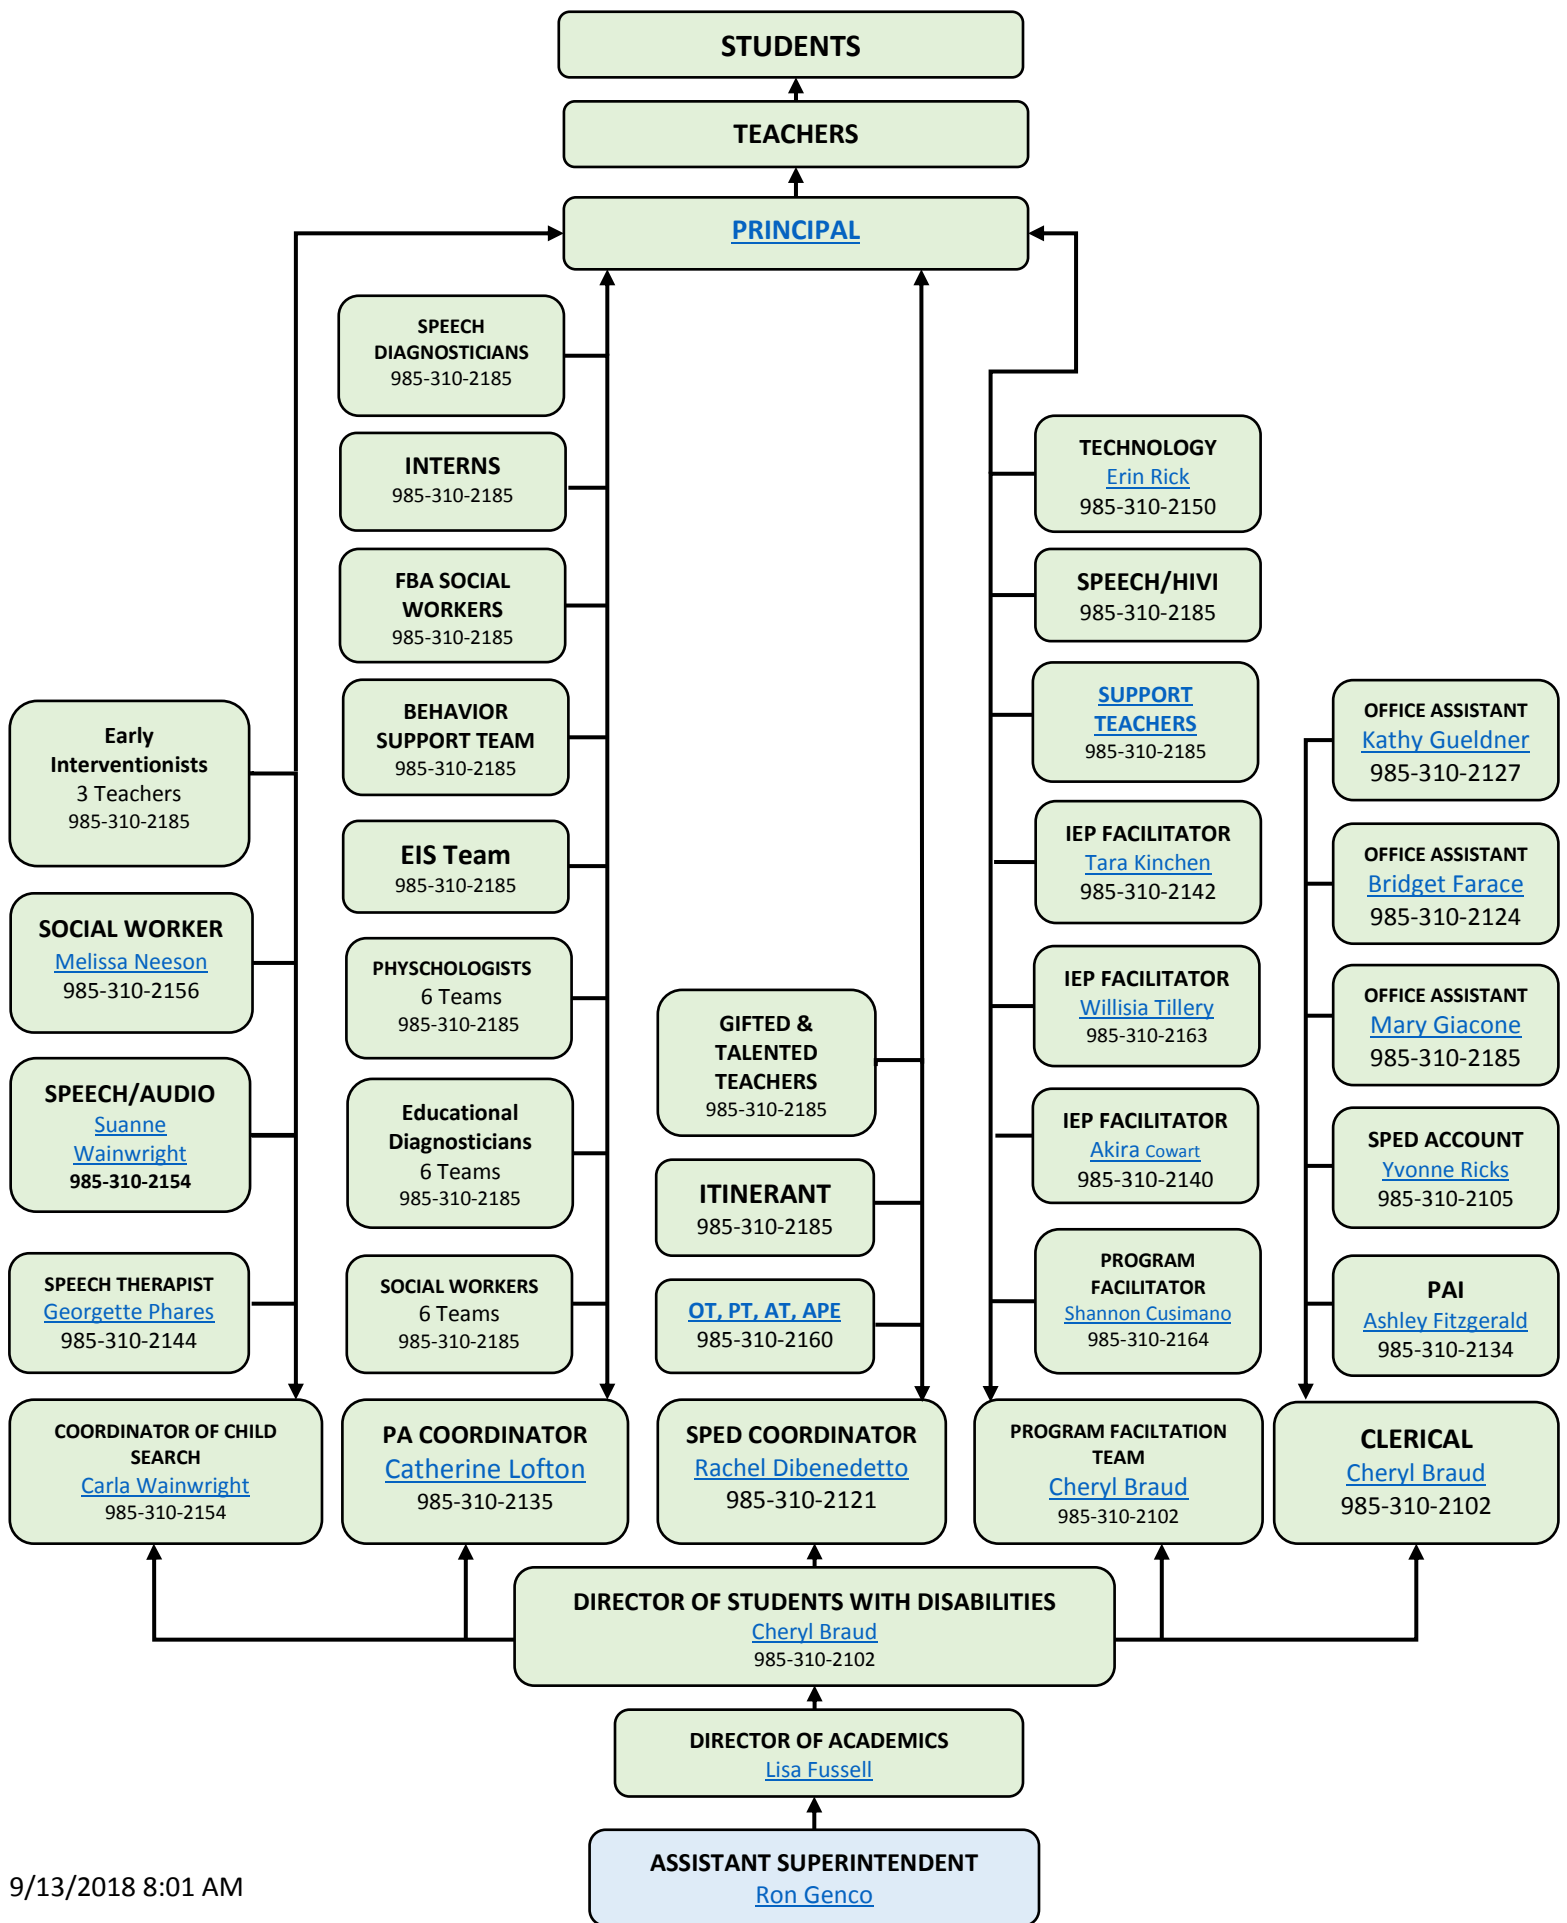 STUDENTS
TEACHERS
PRINCIPAL
SPEECH
DIAGNOSTICIANS
985-310-2185
INTERNS
985-310-2185
FBA SOCIAL
WORKERS
985-310-2185
BEHAVIOR
SUPPORT TEAM
985-310-2185
EIS Team
985-310-2185
PHYSCHOLOGISTS
6 Teams
985-310-2185
Educational
Diagnosticians
6 Teams
985-310-2185
SOCIAL WORKERS
6 Teams
985-310-2185
Early
Interventionists
3 Teachers
985-310-2185
SOCIAL WORKER
Melissa Neeson
985-310-2156
SPEECH/AUDIO
Suanne
Wainwright
985-310-2154
SPEECH THERAPIST
Georgette Phares
985-310-2144
GIFTED &
TALENTED
TEACHERS
985-310-2185
ITINERANT
985-310-2185
OT, PT, AT, APE
985-310-2160
TECHNOLOGY
Erin Rick
985-310-2150
SPEECH/HIVI
985-310-2185
SUPPORT
TEACHERS
985-310-2185
IEP FACILITATOR
Tara Kinchen
985-310-2142
IEP FACILITATOR
Willisia Tillery
985-310-2163
IEP FACILITATOR
Akira Cowart
985-310-2140
PROGRAM
FACILITATOR
Shannon Cusimano
985-310-2164
OFFICE ASSISTANT
Kathy Gueldner
985-310-2127
OFFICE ASSISTANT
Bridget Farace
985-310-2124
OFFICE ASSISTANT
Mary Giacone
985-310-2185
SPED ACCOUNT
Yvonne Ricks
985-310-2105
PAI
Ashley Fitzgerald
985-310-2134
COORDINATOR OF CHILD
SEARCH
Carla Wainwright
985-310-2154
PA COORDINATOR
Catherine Lofton
985-310-2135
SPED COORDINATOR
Rachel Dibenedetto
985-310-2121
PROGRAM FACILTATION
TEAM
Cheryl Braud
985-310-2102
CLERICAL
Cheryl Braud
985-310-2102
DIRECTOR OF STUDENTS WITH DISABILITIES
Cheryl Braud
985-310-2102
DIRECTOR OF ACADEMICS
Lisa Fussell
ASSISTANT SUPERINTENDENT
Ron Genco
9/13/2018 8:01 AM